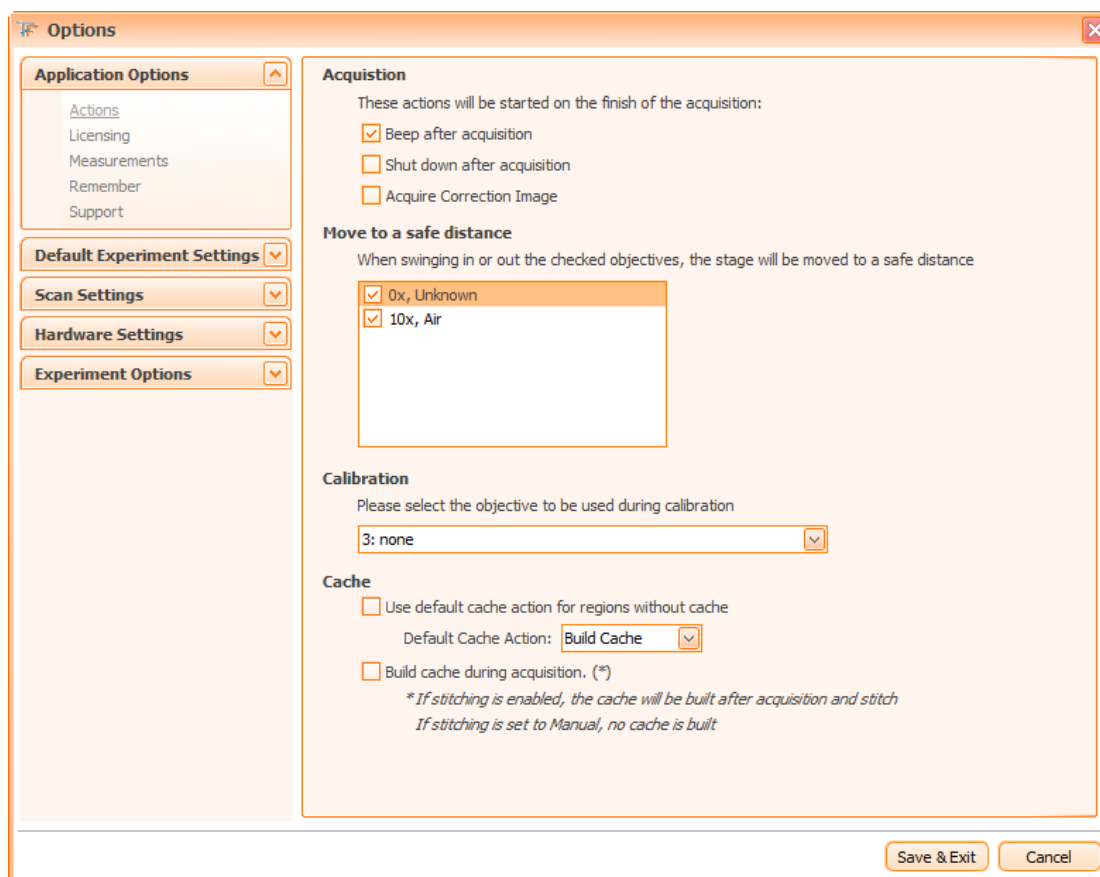 Options
Application Options
Actions
Licensing
Measurements
Remember
Support
Default Experiment Settings
Scan Settings
Hardware Settings
Experiment Options
Acquistion
These actions will be started on the finish of the acquisition:
Beep after acquisition
Shut down after acquisition
Acquire Correction Image
Move to a safe distance
When swinging in or out the checked objectives, the stage will be moved to a safe distance
0x, Unknown
10x, Air
Calibration
Please select the objective to be used during calibration
3: none
Cache
Use default cache action for regions without cache
Default Cache Action: Build Cache
Build cache during acquisition. (*)
* If stitching is enabled, the cache will be built after acquisition and stitch
If stitching is set to Manual, no cache is built
Save & Exit Cancel